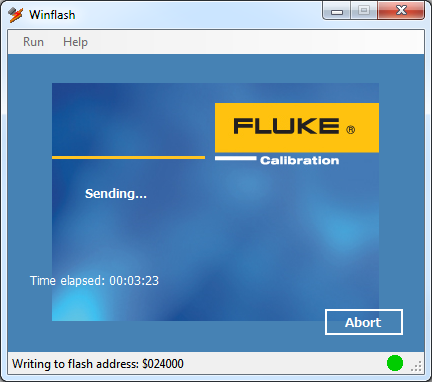 Winflash
Run Help
FLUKE ®
Calibration
Sending...
Time elapsed: 00:03:23
Abort
Writing to flash address: $024000